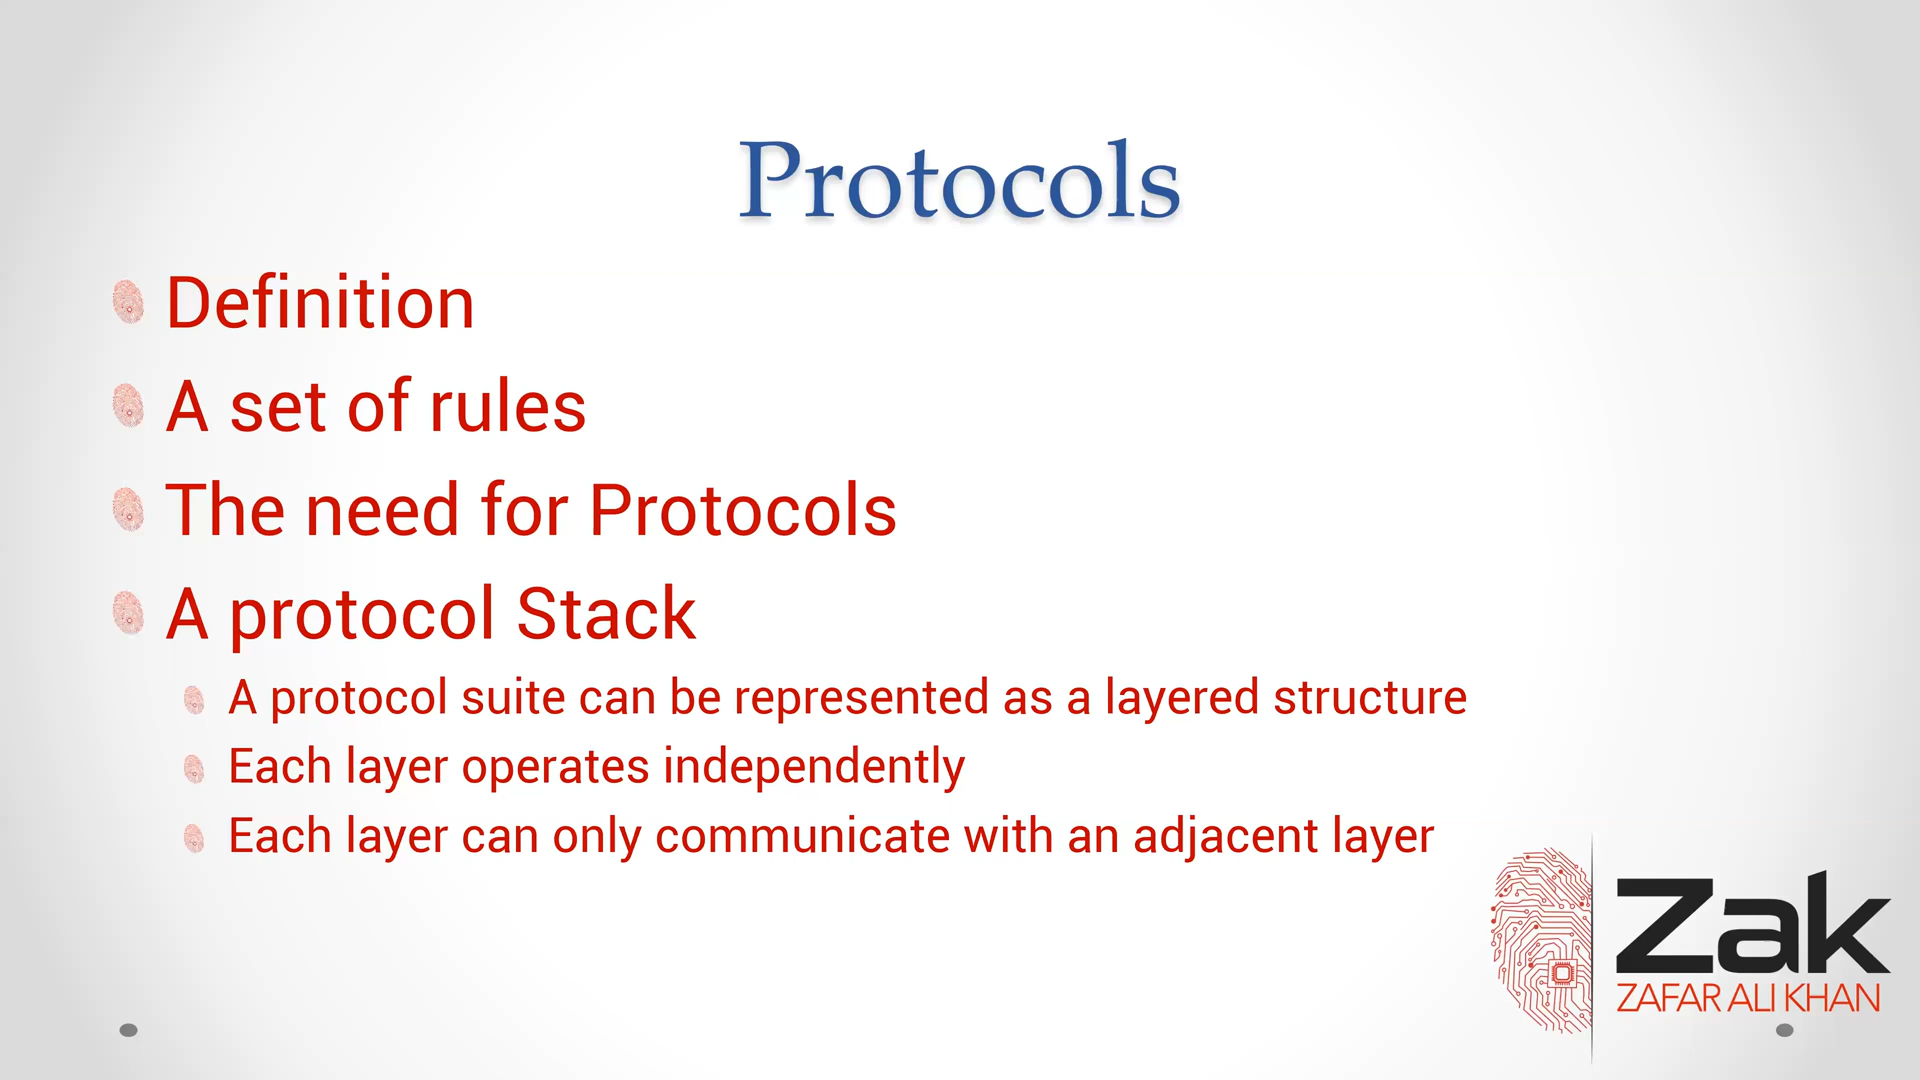 Protocols
Definition
A set of rules
The need for Protocols
A protocol Stack
A protocol suite can be represented as a layered structure
Each layer operates independently
Each layer can only communicate with an adjacent layer
Zak
ZAFAR ALI KHAN